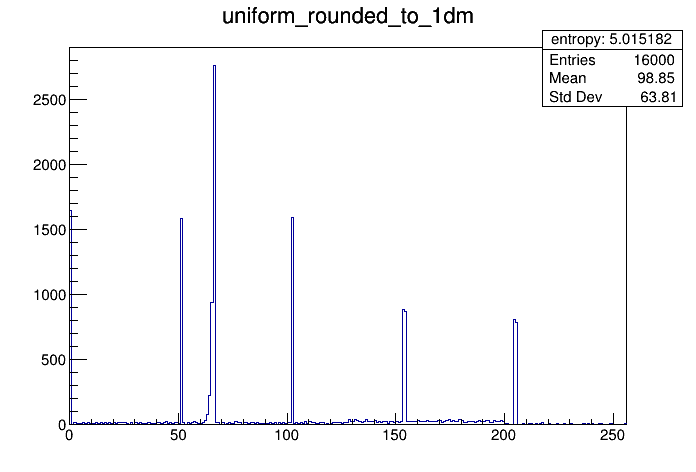 uniform_rounded_to_1dm
entropy: 5.015182
Entries 16000
Mean 98.85
Std Dev 63.81
2500
2000
1500
1000
500
0
0 50 100 150 200 250